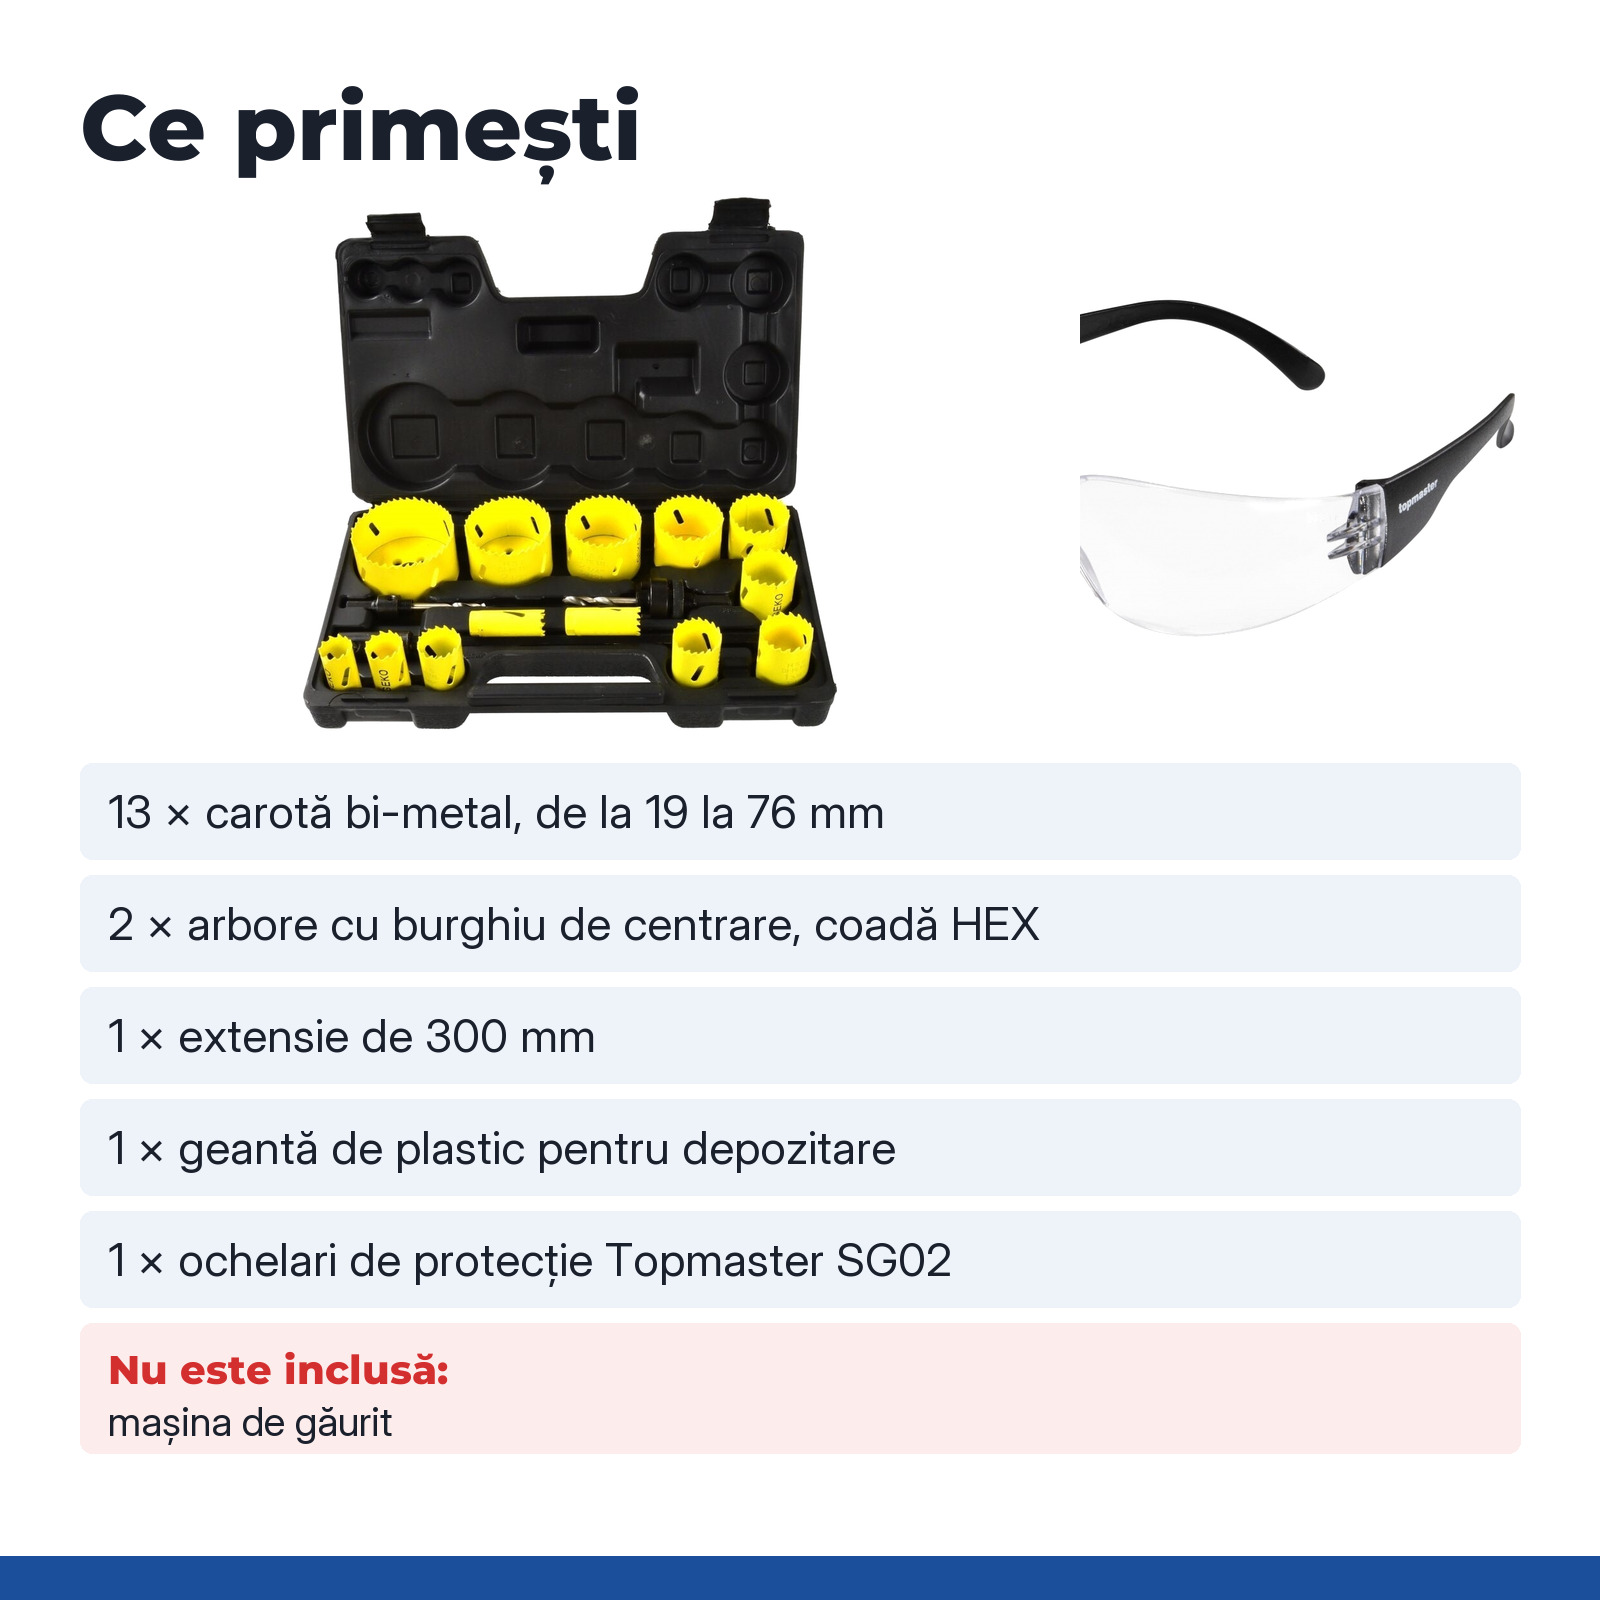 Ce primești
topmaster
GEKO
GEKO
13 × carotă bi-metal, de la 19 la 76 mm
2 × arbore cu burghiu de centrare, coadă HEX
1 × extensie de 300 mm
1 × geantă de plastic pentru depozitare
1 × ochelari de protecție Topmaster SG02
Nu este inclusă:
mașina de găurit